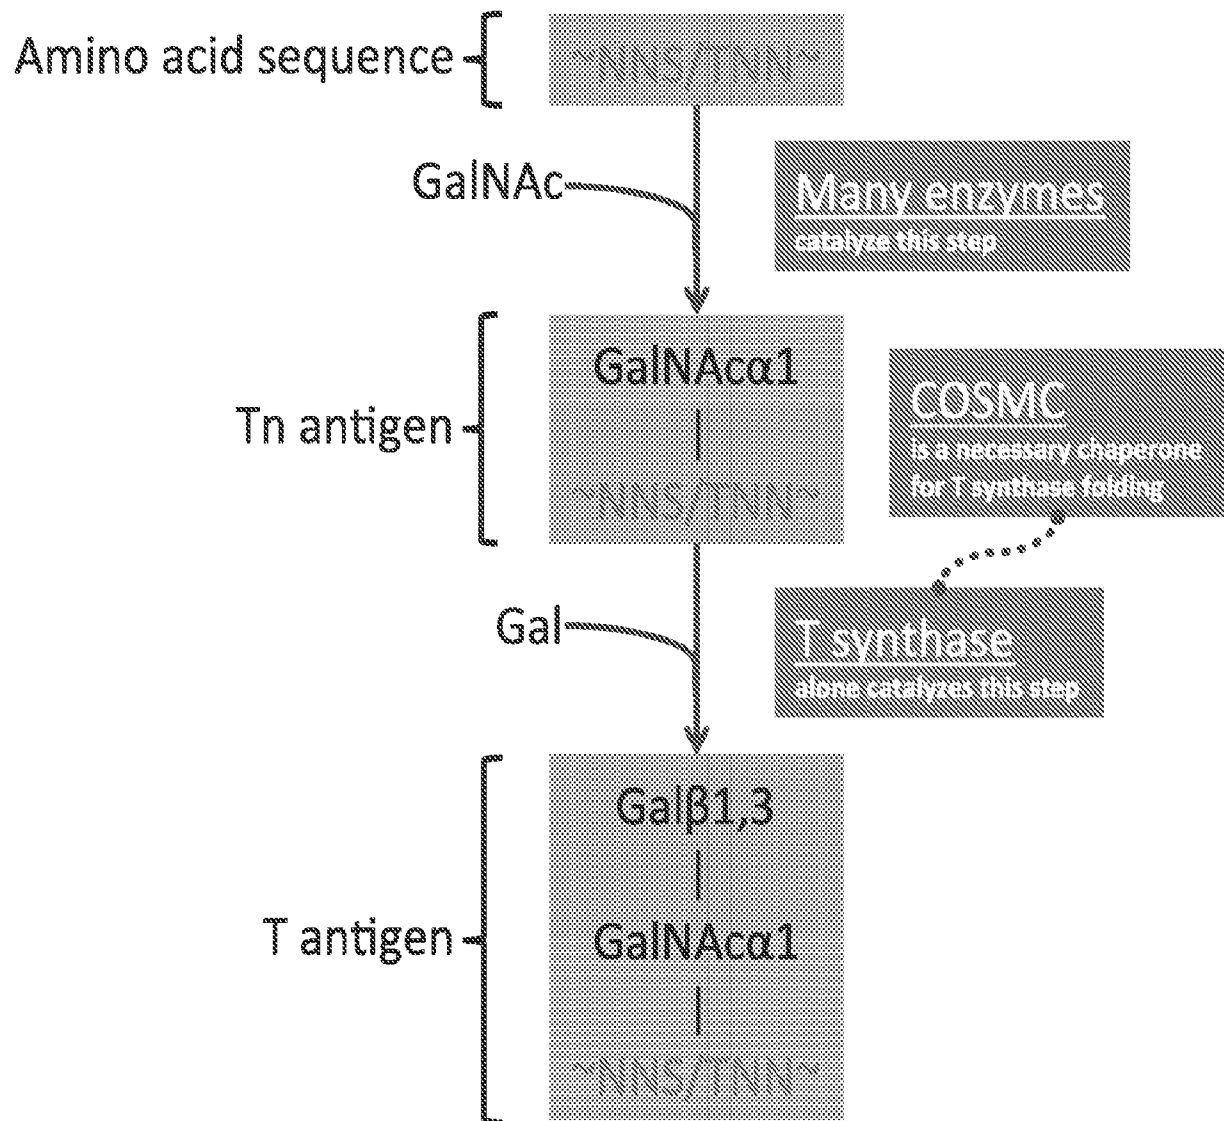 Amino acid sequence
~NNS/TNN~
GalNAc
Many enzymes
catalyze this step
GalNAcα1
Tn antigen
~NNS/TNN~
COSMC
is a necessary chaperone
for T synthase folding
Gal
T synthase
alone catalyzes this step
Galβ1,3
T antigen
GalNAcα1
~NNS/TNN~